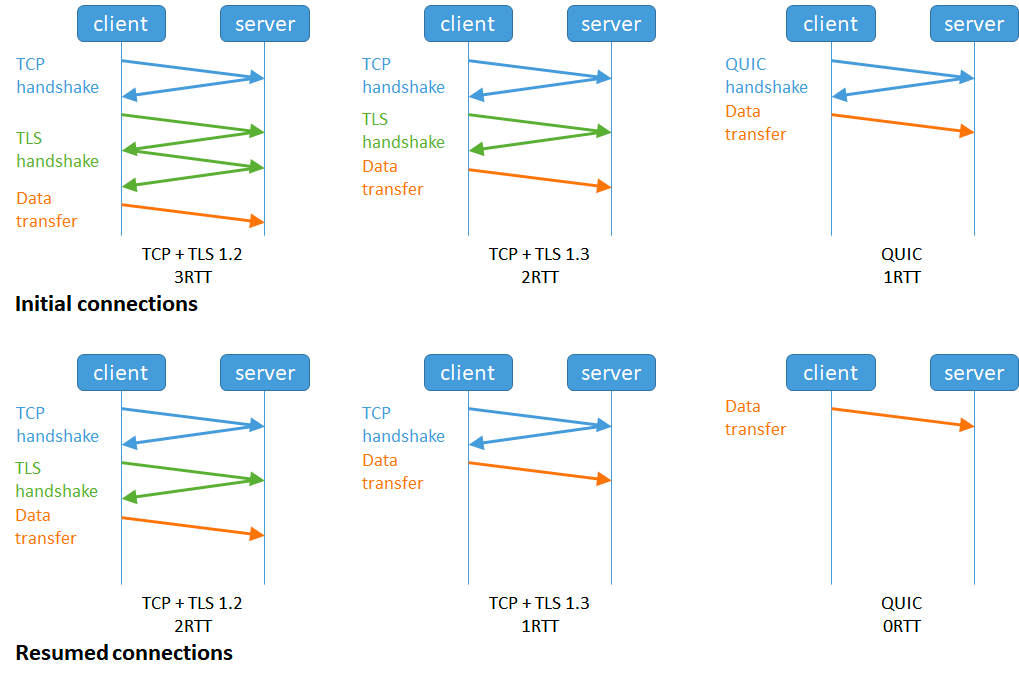 client server client server client server
TCP
handshake
TLS
handshake
Data
transfer
TCP + TLS 1.2
3RTT
TCP
handshake
TLS
handshake
Data
transfer
TCP + TLS 1.3
2RTT
QUIC
handshake
Data
transfer
QUIC
1RTT
Initial connections
client server client server client server
TCP
handshake
TLS
handshake
Data
transfer
TCP + TLS 1.2
2RTT
TCP
handshake
Data
transfer
TCP + TLS 1.3
1RTT
Data
transfer
QUIC
0RTT
Resumed connections